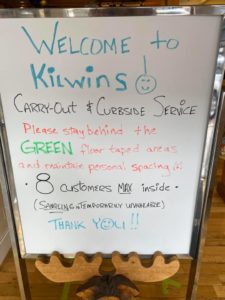 WELCOME to
KiLWiNS!
CARRY-OUT & CURBSIDE SERVICE
Please stay behind the
GREEN floor taped areas
and maintain personal spacing
· 8 customers MAX inside ·
(SAMPLING TEMPORARILY UNAVAILABLE)
THANK YOU!!